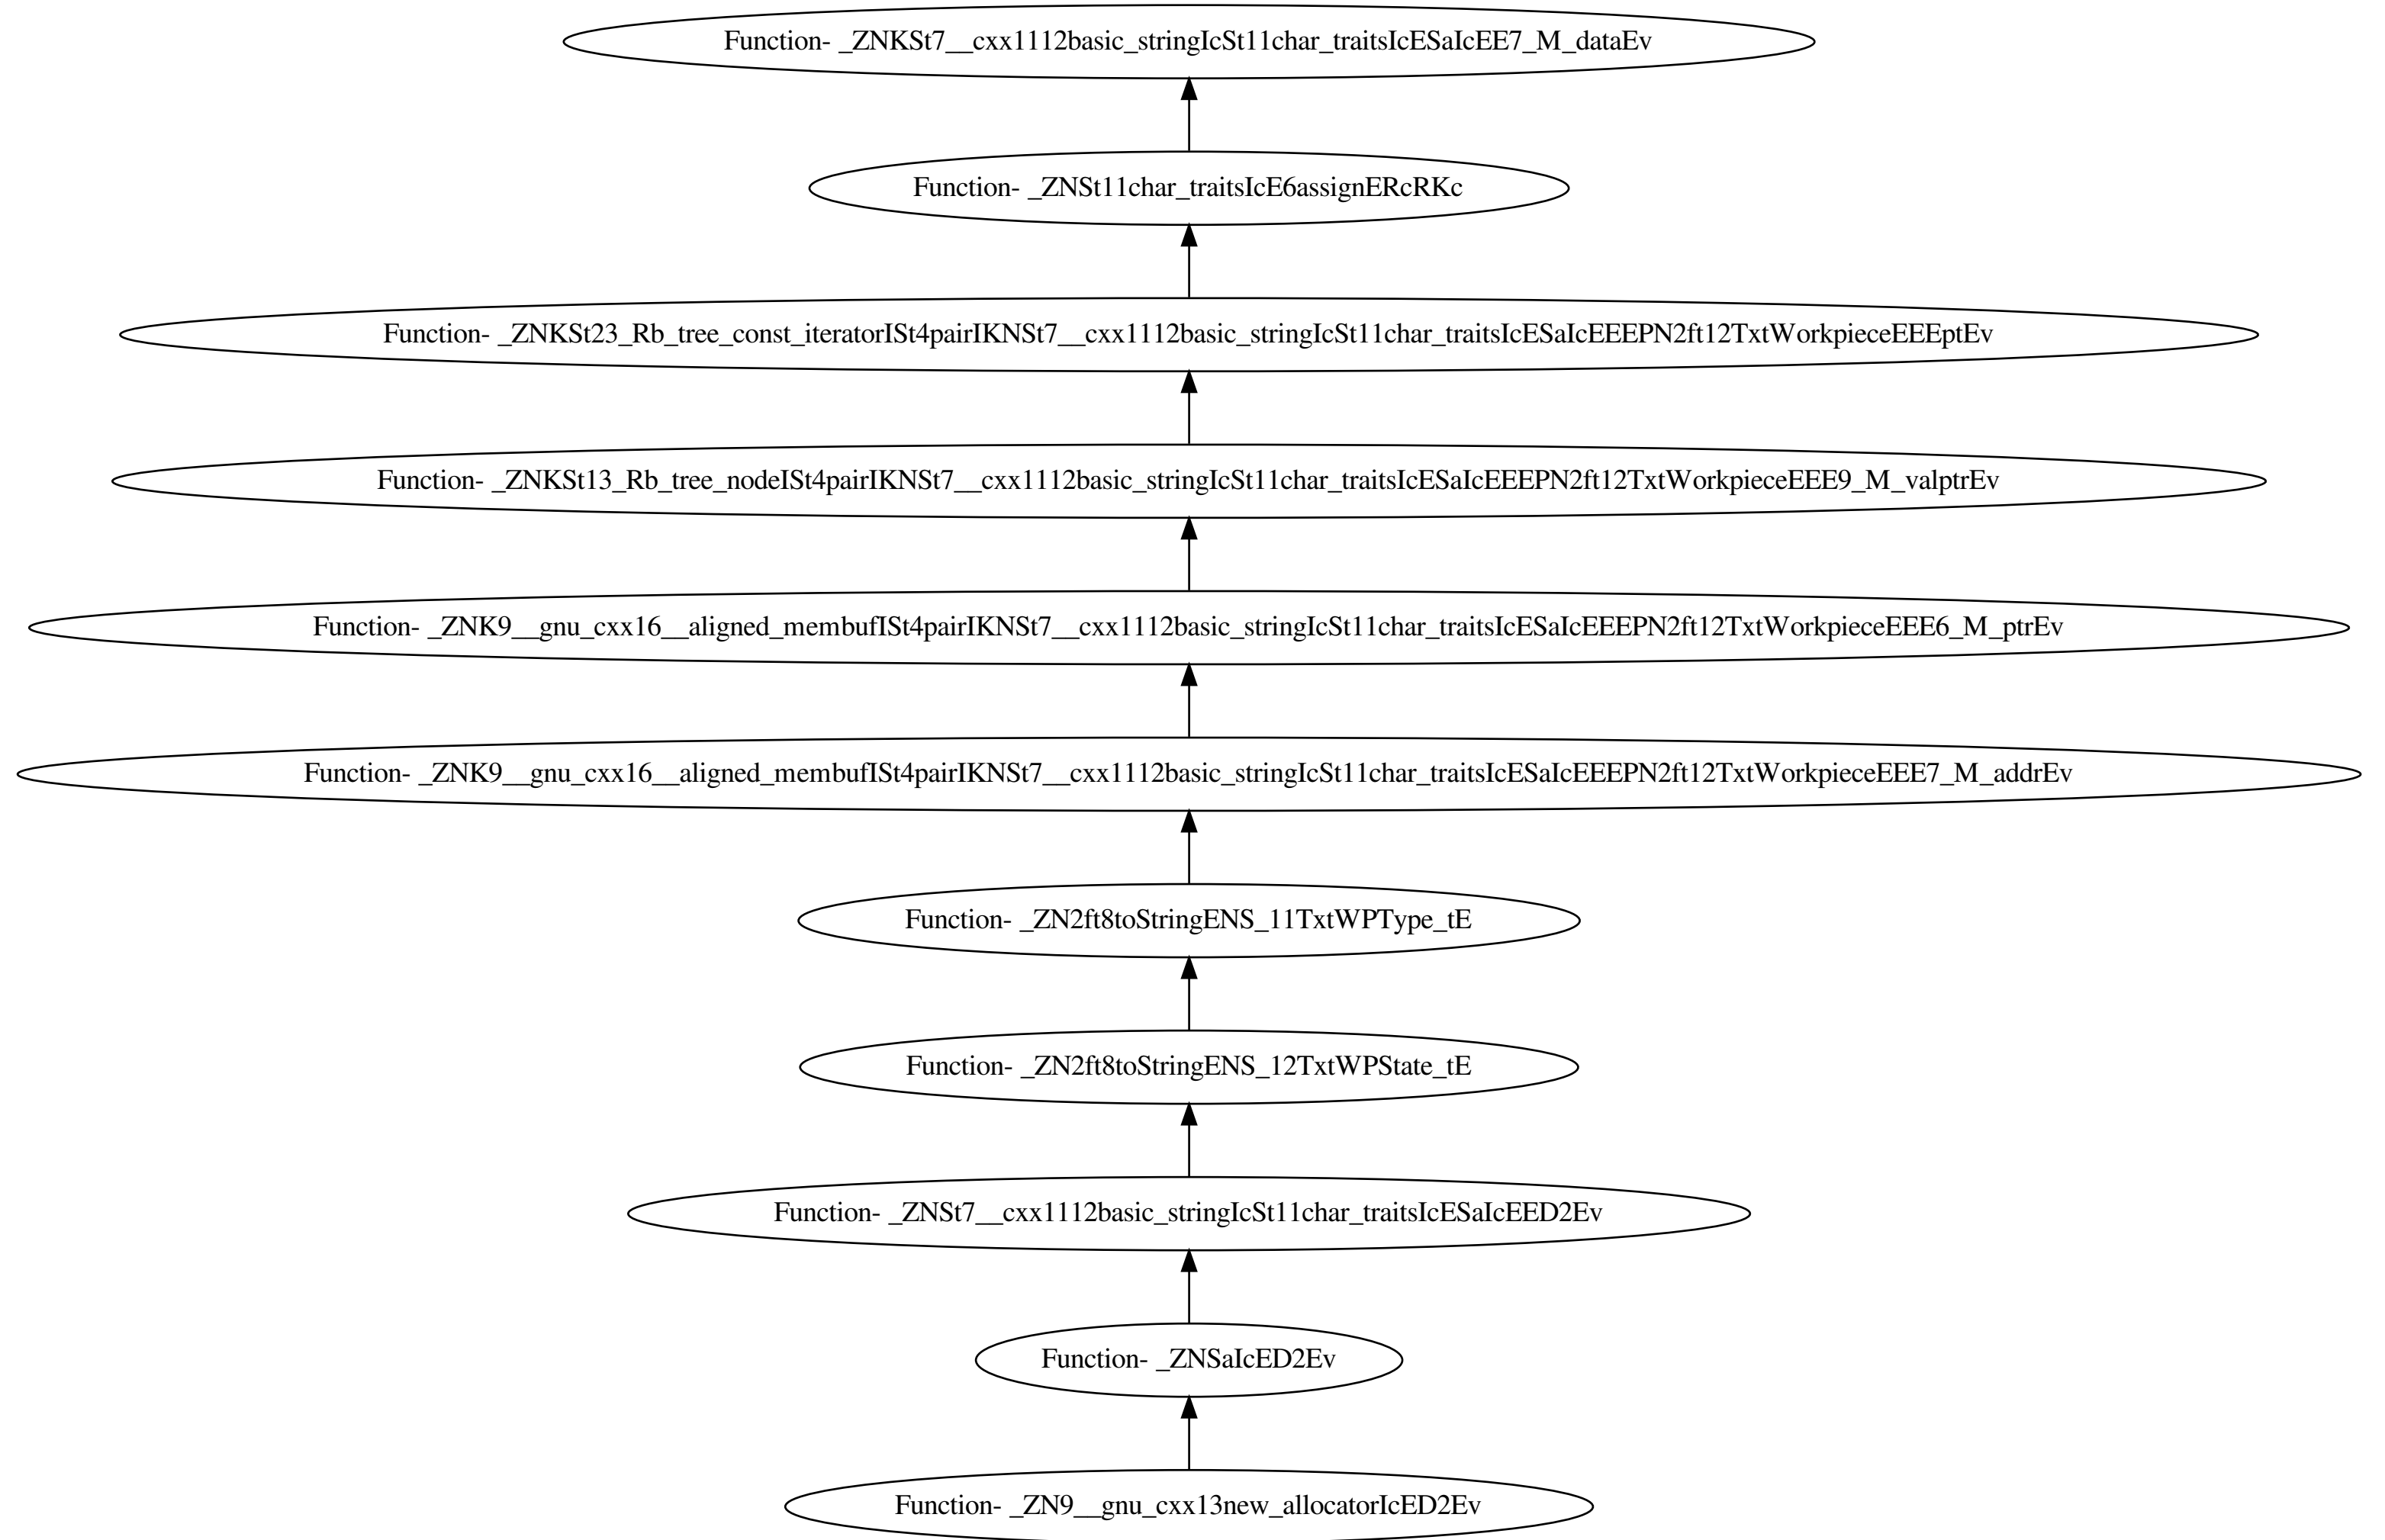 Function- _ZNKSt7__cxx1112basic_stringIcSt11char_traitsIcESaIcEE7_M_dataEv
Function- _ZNSt11char_traitsIcE6assignERcRKc
Function- _ZNKSt23_Rb_tree_const_iteratorISt4pairIKNSt7__cxx1112basic_stringIcSt11char_traitsIcESaIcEEEPN2ft12TxtWorkpieceEEEptEv
Function- _ZNKSt13_Rb_tree_nodeISt4pairIKNSt7__cxx1112basic_stringIcSt11char_traitsIcESaIcEEEPN2ft12TxtWorkpieceEEE9_M_valptrEv
Function- _ZNK9__gnu_cxx16__aligned_membufISt4pairIKNSt7__cxx1112basic_stringIcSt11char_traitsIcESaIcEEEPN2ft12TxtWorkpieceEEE6_M_ptrEv
Function- _ZNK9__gnu_cxx16__aligned_membufISt4pairIKNSt7__cxx1112basic_stringIcSt11char_traitsIcESaIcEEEPN2ft12TxtWorkpieceEEE7_M_addrEv
Function- _ZN2ft8toStringENS_11TxtWPType_tE
Function- _ZN2ft8toStringENS_12TxtWPState_tE
Function- _ZNSt7__cxx1112basic_stringIcSt11char_traitsIcESaIcEED2Ev
Function- _ZNSaIcED2Ev
Function- _ZN9__gnu_cxx13new_allocatorIcED2Ev